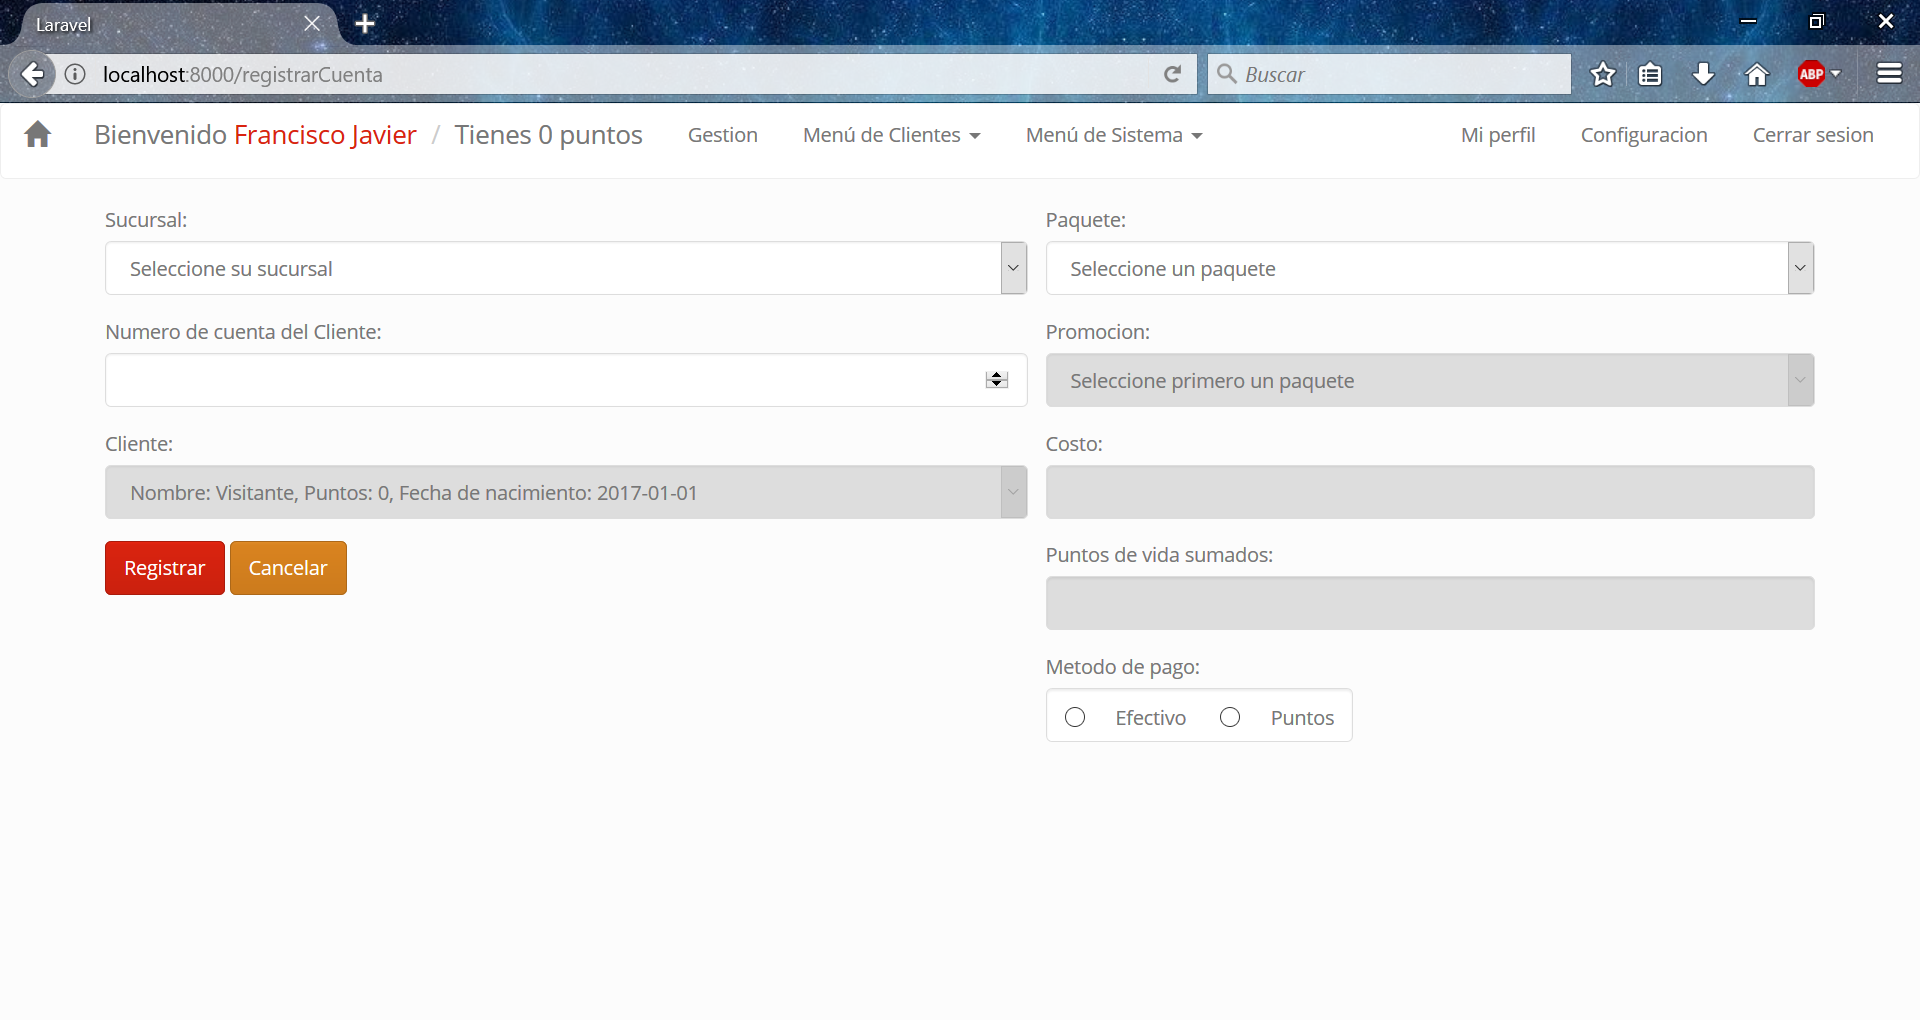 Laravel
localhost:8000/registrarCuenta
Buscar
ABP
Bienvenido Francisco Javier / Tienes 0 puntos
Gestion
Menú de Clientes
Menú de Sistema
Mi perfil
Configuracion
Cerrar sesion
Sucursal:
Seleccione su sucursal
Numero de cuenta del Cliente:
Cliente:
Nombre: Visitante, Puntos: 0, Fecha de nacimiento: 2017-01-01
Registrar
Cancelar
Paquete:
Seleccione un paquete
Promocion:
Seleccione primero un paquete
Costo:
Puntos de vida sumados:
Metodo de pago:
Efectivo
Puntos